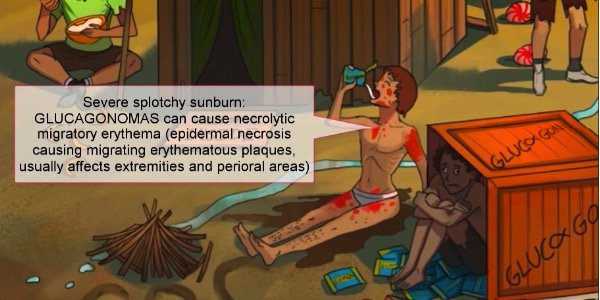 Severe splotchy sunburn:
GLUCAGONOMAS can cause necrolytic
migratory erythema (epidermal necrosis
causing migrating erythematous plaques,
usually affects extremities and perioral areas)
GLUCAGON
GLUCAGO